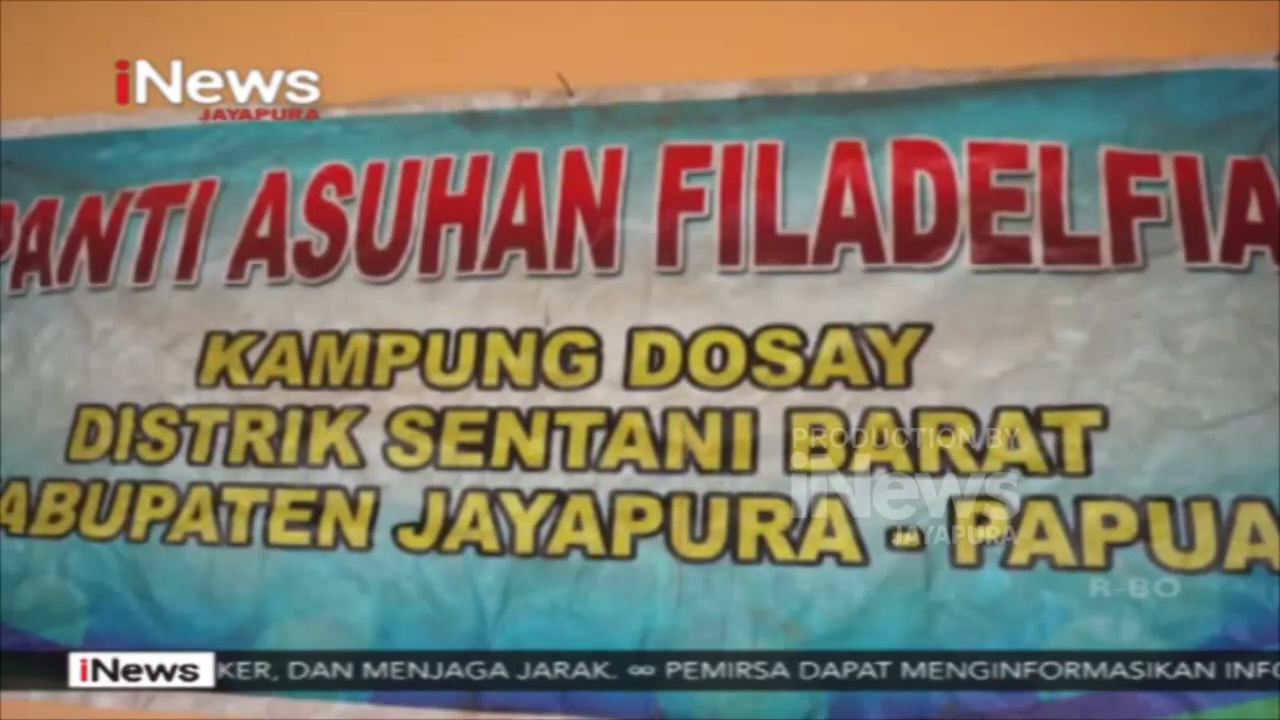 iNews
JAYAPURA
PANTI ASUHAN FILADELFIA
KAMPUNG DOSAY
DISTRIK SENTANI BARAT
KABUPATEN JAYAPURA - PAPUA
PRODUCTION BY
iNews
JAYAPURA
R-BO
iNews KER, DAN MENJAGA JARAK. ∞ PEMIRSA DAPAT MENGINFORMASIKAN INFO